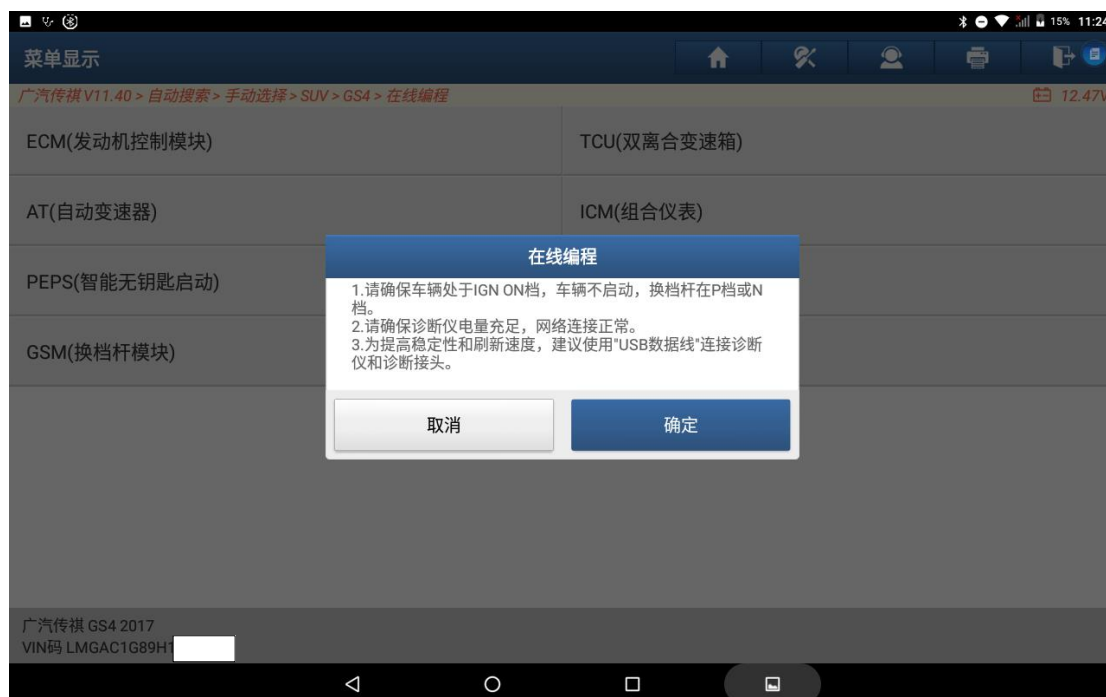 15% 11:24
菜单显示
广汽传祺 V11.40 > 自动搜索 > 手动选择 > SUV > GS4 > 在线编程
12.47V
ECM(发动机控制模块)
TCU(双离合变速箱)
AT(自动变速器)
ICM(组合仪表)
PEPS(智能无钥匙启动)
GSM(换档杆模块)
在线编程
1.请确保车辆处于IGN ON档，车辆不启动，换档杆在P档或N
档。
2.请确保诊断仪电量充足，网络连接正常。
3.为提高稳定性和刷新速度，建议使用"USB数据线"连接诊断
仪和诊断接头。
取消
确定
广汽传祺 GS4 2017
VIN码 LMGAC1G89H1